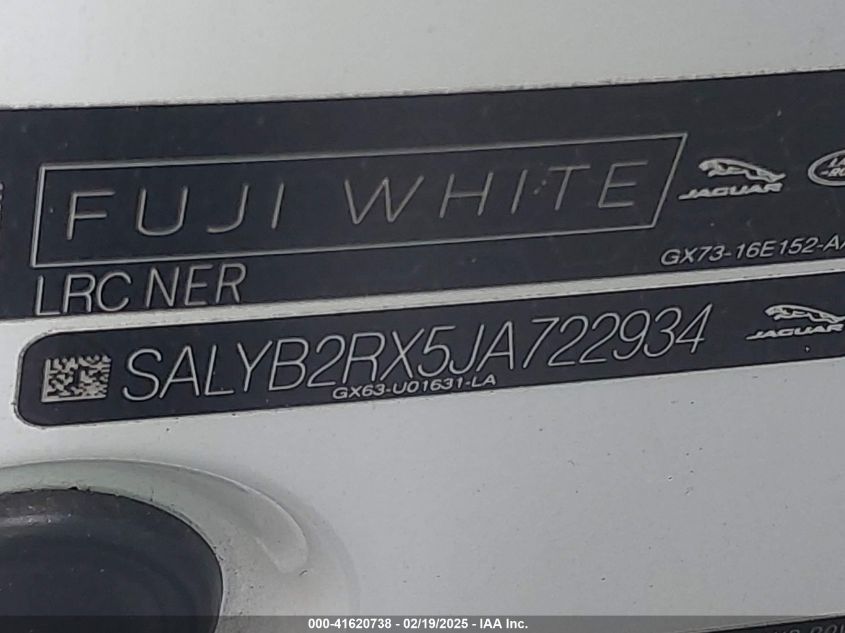 FUJI WHITE
JAGUAR
LRC NER
GX73-16E152-A
SALYB2RX5JA722934
JAGUAR
GX63-U01631-LA
000-41620738 - 02/19/2025 - IAA Inc.